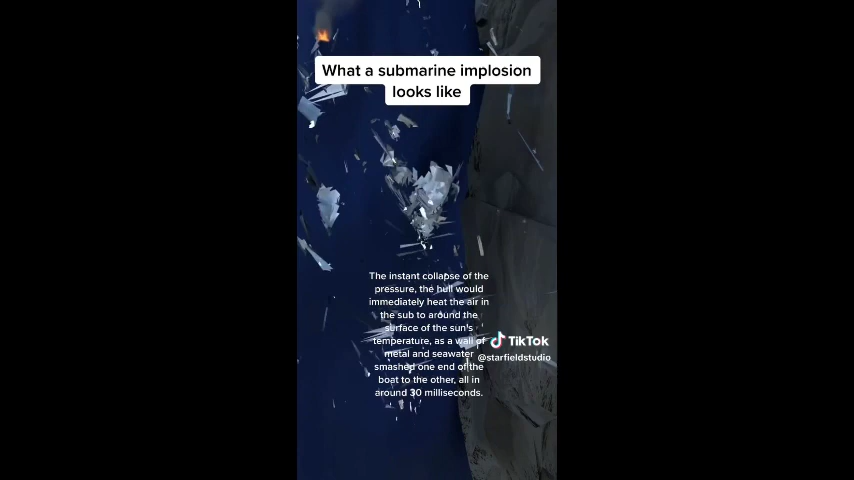 What a submarine implosion
looks like
The instant collapse of the
pressure, the hull would
immediately heat the air in
the sub to around the
surface of the sun's
temperature, as a wall of
metal and seawater
smashed one end of the
boat to the other, all in
around 30 milliseconds.
TikTok
@starfieldstudio